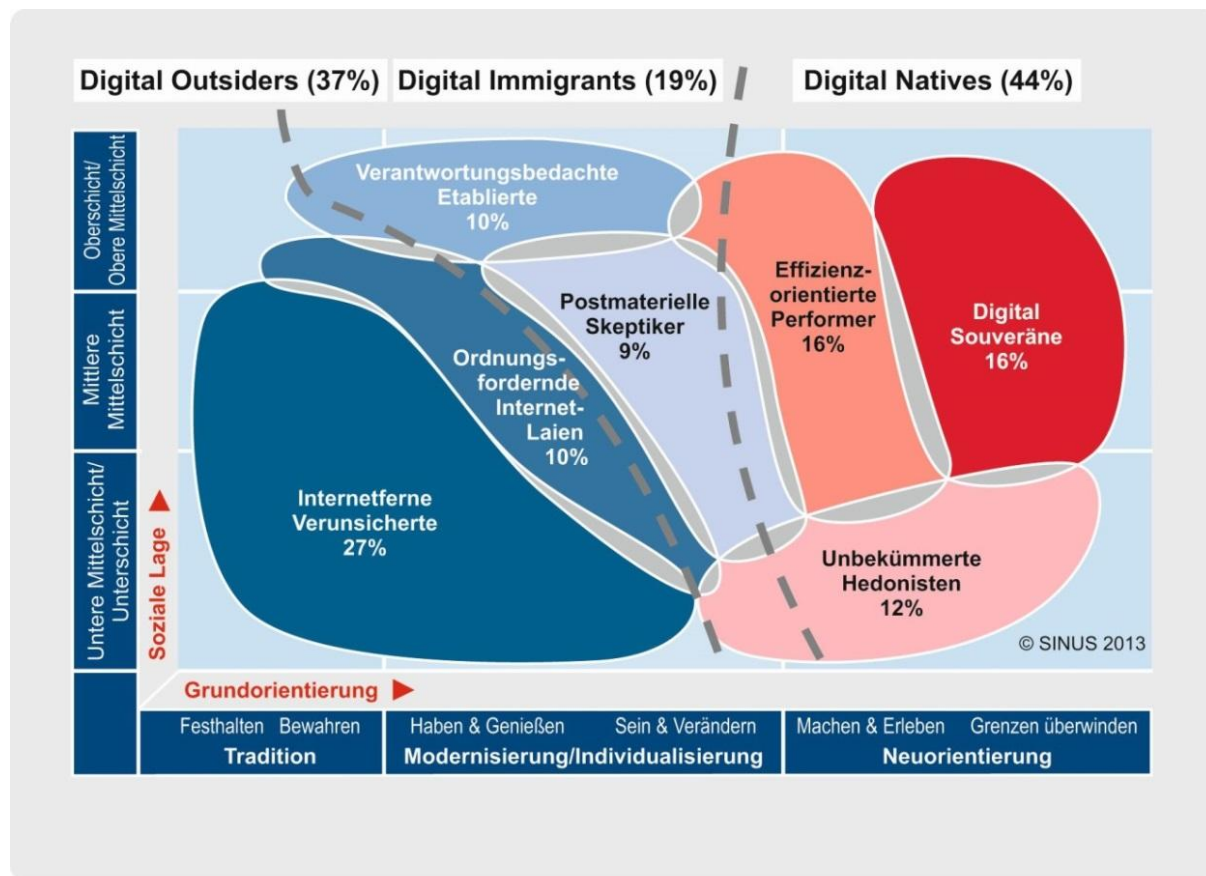 Digital Outsiders (37%)
Digital Immigrants (19%)
Digital Natives (44%)
Oberschicht/
Obere Mittelschicht
Mittlere
Mittelschicht
Untere Mittelschicht/
Unterschicht
Soziale Lage
Verantwortungsbedachte
Etablierte
10%
Postmaterielle
Skeptiker
9%
Effizienz-
orientierte
Performer
16%
Digital
Souveräne
16%
Ordnungs-
fordernde
Internet-
Laien
10%
Internetferne
Verunsicherte
27%
Unbekümmerte
Hedonisten
12%
© SINUS 2013
Grundorientierung
Festhalten Bewahren
Tradition
Haben & Genießen Sein & Verändern
Modernisierung/Individualisierung
Machen & Erleben Grenzen überwinden
Neuorientierung